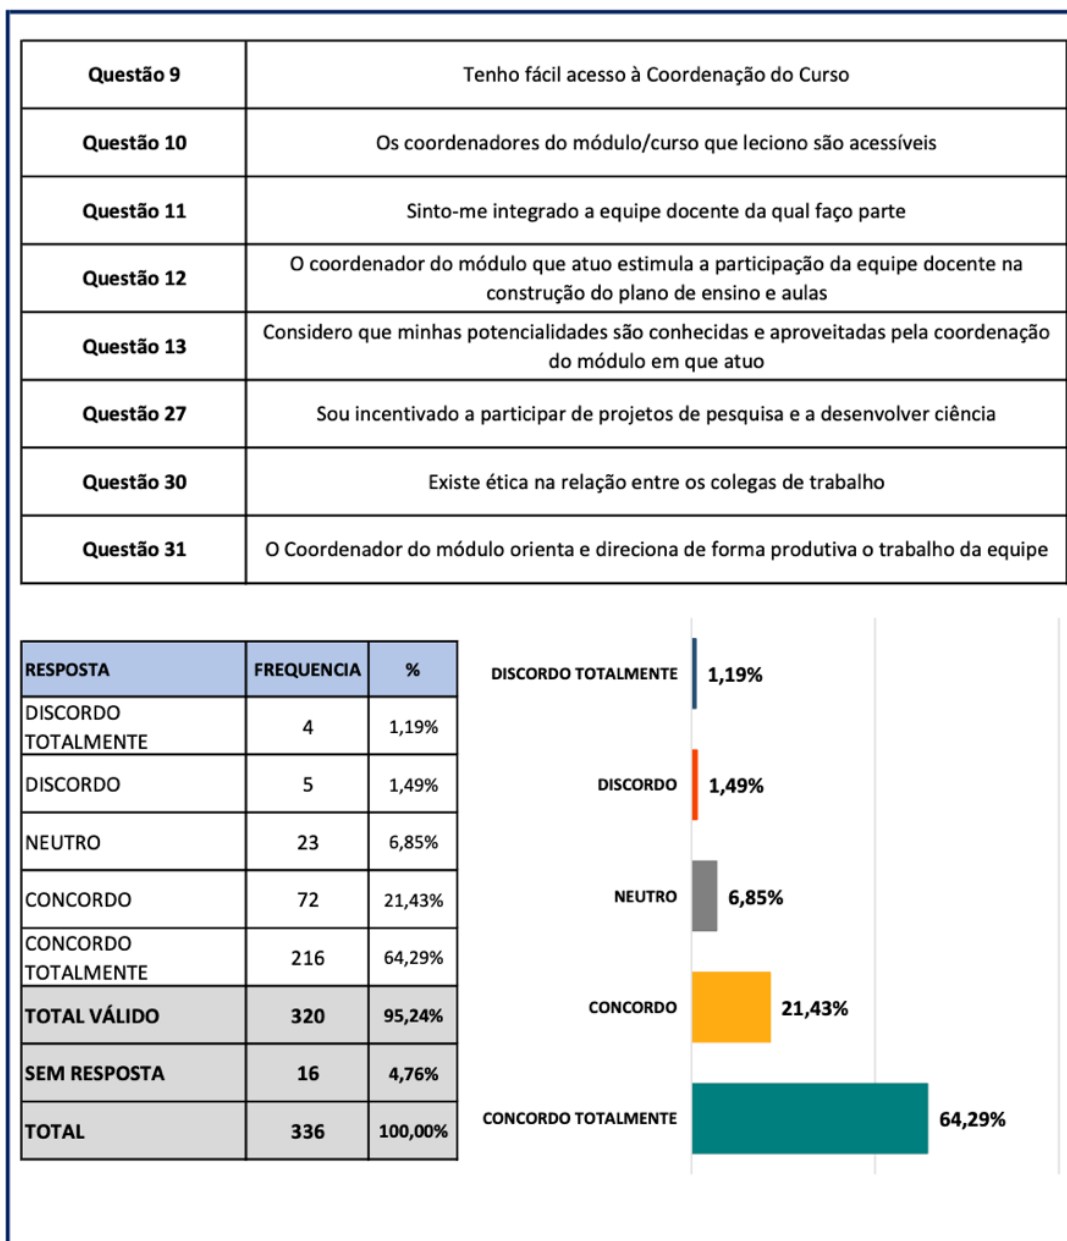 Questão 9
Tenho fácil acesso à Coordenação do Curso
Questão 10
Os coordenadores do módulo/curso que leciono são acessíveis
Questão 11
Sinto-me integrado a equipe docente da qual faço parte
Questão 12
O coordenador do módulo que atuo estimula a participação da equipe docente na
construção do plano de ensino e aulas
Questão 13
Considero que minhas potencialidades são conhecidas e aproveitadas pela coordenação
do módulo em que atuo
Questão 27
Sou incentivado a participar de projetos de pesquisa e a desenvolver ciência
Questão 30
Existe ética na relação entre os colegas de trabalho
Questão 31
O Coordenador do módulo orienta e direciona de forma produtiva o trabalho da equipe
RESPOSTA FREQUENCIA %
DISCORDO
TOTALMENTE
4 1,19%
DISCORDO 5 1,49%
NEUTRO 23 6,85%
CONCORDO 72 21,43%
CONCORDO
TOTALMENTE
216 64,29%
TOTAL VÁLIDO 320 95,24%
SEM RESPOSTA 16 4,76%
TOTAL 336 100,00%
DISCORDO TOTALMENTE 1,19%
DISCORDO 1,49%
NEUTRO 6,85%
CONCORDO 21,43%
CONCORDO TOTALMENTE 64,29%